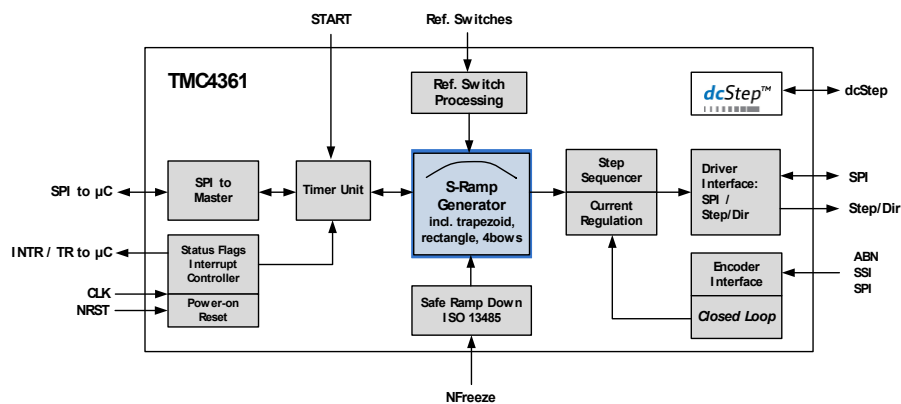 START
Ref. Switches
TMC4361
Ref. Switch
Processing
dcStep™
dcStep
SPI to µC
SPI to
Master
Timer Unit
S-Ramp
Generator
incl. trapezoid,
rectangle, 4bows
Step
Sequencer
Current
Regulation
Driver
Interface:
SPI /
Step/Dir
SPI
Step/Dir
INTR / TR to µC
Status Flags
Interrupt
Controller
CLK
NRST
Power-on
Reset
Safe Ramp Down
ISO 13485
Encoder
Interface
Closed Loop
ABN
SSI
SPI
NFreeze